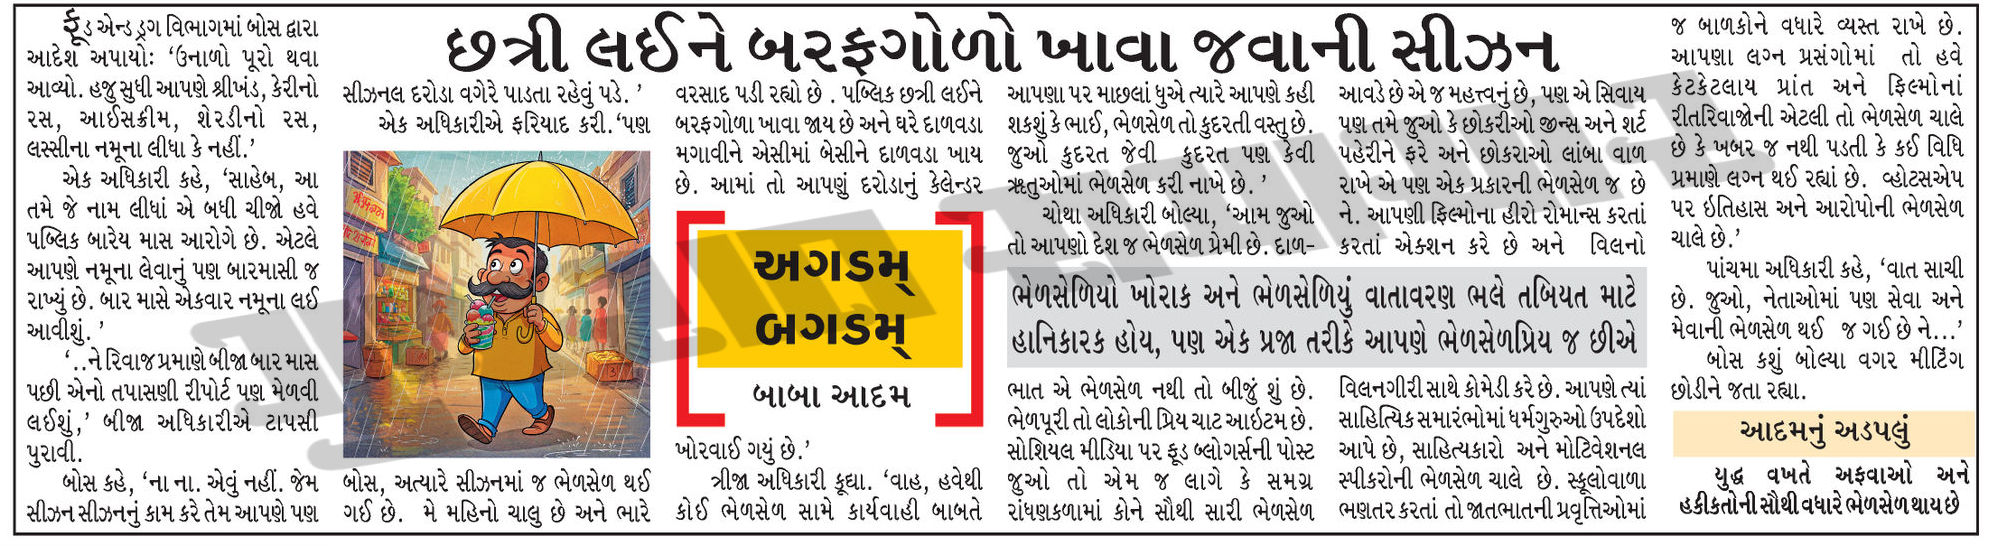 છત્રી લઈને બરફગોળો ખાવા જવાની સીઝન
ફૂડ એન્ડ ડ્રગ વિભાગમાં બોસ દ્વારા
આદેશ અપાયોઃ ‘ઉનાળો પૂરો થવા
આવ્યો. હજુ સુધી આપણે શ્રીખંડ, કેરીનો
રસ, આઈસક્રીમ, શેરડીનો રસ,
લસ્સીના નમૂના લીધા કે નહીં.’
એક અધિકારી કહે, ‘સાહેબ, આ
તમે જે નામ લીધાં એ બધી ચીજો હવે
પબ્લિક બારેય માસ આરોગે છે. એટલે
આપણે નમૂના લેવાનું પણ બારમાસી જ
રાખ્યું છે. બાર માસે એકવાર નમૂના લઈ
આવીશું. ’
‘..ને રિવાજ પ્રમાણે બીજા બાર માસ
પછી એનો તપાસણી રીપોર્ટ પણ મેળવી
લઈશું,’ બીજા અધિકારીએ ટાપસી
પુરાવી.
બોસ કહે, ‘ના ના. એવું નહીં. જેમ
સીઝન સીઝનનું કામ કરે તેમ આપણે પણ
સીઝનલ દરોડા વગેરે પાડતા રહેવું પડે. ’
એક અધિકારીએ ફરિયાદ કરી.‘પણ
બોસ, અત્યારે સીઝનમાં જ ભેળસેળ થઈ
ગઈ છે. મે મહિનો ચાલુ છે અને ભારે
વરસાદ પડી રહ્યો છે . પબ્લિક છત્રી લઈને
બરફગોળા ખાવા જાય છે અને ઘરે દાળવડા
મગાવીને એસીમાં બેસીને દાળવડા ખાય
છે. આમાં તો આપણું દરોડાનું કેલેન્ડર
અગડમ્
બગડમ્
બાબા આદમ
ખોરવાઈ ગયું છે.’
ત્રીજા અધિકારી કૂદ્યા. ‘વાહ, હવેથી
કોઈ ભેળસેળ સામે કાર્યવાહી બાબતે
આપણા પર માછલાં ધુએ ત્યારે આપણે કહી
શકશું કે ભાઈ, ભેળસેળ તો કુદરતી વસ્તુ છે.
જુઓ કુદરત જેવી કુદરત પણ કેવી
ઋતુઓમાં ભેળસેળ કરી નાખે છે. ’
ચોથા અધિકારી બોલ્યા, ‘આમ જુઓ
તો આપણો દેશ જ ભેળસેળ પ્રેમી છે. દાળ-
ભેળસેળિયો ખોરાક અને ભેળસેળિયું વાતાવરણ ભલે તબિયત માટે
હાનિકારક હોય, પણ એક પ્રજા તરીકે આપણે ભેળસેળપ્રિય જ છીએ
ભાત એ ભેળસેળ નથી તો બીજું શું છે.
ભેળપૂરી તો લોકોની પ્રિય ચાટ આઇટમ છે.
સોશિયલ મીડિયા પર ફૂડ બ્લોગર્સની પોસ્ટ
જુઓ તો એમ જ લાગે કે સમગ્ર
રાંધણકળામાં કોને સૌથી સારી ભેળસેળ
આવડે છે એ જ મહત્ત્વનું છે, પણ એ સિવાય
પણ તમે જુઓ કે છોકરીઓ જીન્સ અને શર્ટ
પહેરીને ફરે અને છોકરાઓ લાંબા વાળ
રાખે એ પણ એક પ્રકારની ભેળસેળ જ છે
ને. આપણી ફિલ્મોના હીરો રોમાન્સ કરતાં
કરતાં એક્શન કરે છે અને વિલનો
વિલનગીરી સાથે કોમેડી કરે છે. આપણે ત્યાં
સાહિત્યિક સમારંભોમાં ધર્મગુરુઓ ઉપદેશો
આપે છે, સાહિત્યકારો અને મોટિવેશનલ
સ્પીકરોની ભેળસેળ ચાલે છે. સ્કૂલોવાળા
ભણતર કરતાં તો જાતભાતની પ્રવૃત્તિઓમાં
જ બાળકોને વધારે વ્યસ્ત રાખે છે.
આપણા લગ્ન પ્રસંગોમાં તો હવે
કેટકેટલાય પ્રાંત અને ફિલ્મોનાં
રીતરિવાજોની એટલી તો ભેળસેળ ચાલે
છે કે ખબર જ નથી પડતી કે કઈ વિધિ
પ્રમાણે લગ્ન થઈ રહ્યાં છે. વ્હોટસએપ
પર ઇતિહાસ અને આરોપોની ભેળસેળ
ચાલે છે.’
પાંચમા અધિકારી કહે, ‘વાત સાચી
છે. જુઓ, નેતાઓમાં પણ સેવા અને
મેવાની ભેળસેળ થઈ જ ગઈ છે ને...’
બોસ કશું બોલ્યા વગર મીટિંગ
છોડીને જતા રહ્યા.
આદમનું અડપલું
યુદ્ધ વખતે અફવાઓ અને
હકીકતોની સૌથી વધારે ભેળસેળ થાય છે